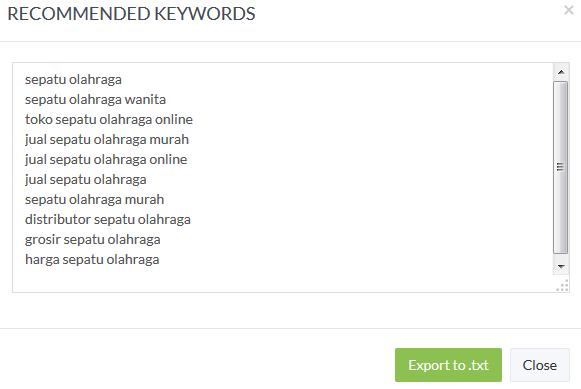 RECOMMENDED KEYWORDS
sepatu olahraga
sepatu olahraga wanita
toko sepatu olahraga online
jual sepatu olahraga murah
jual sepatu olahraga online
jual sepatu olahraga
sepatu olahraga murah
distributor sepatu olahraga
grosir sepatu olahraga
harga sepatu olahraga
Export to .txt
Close